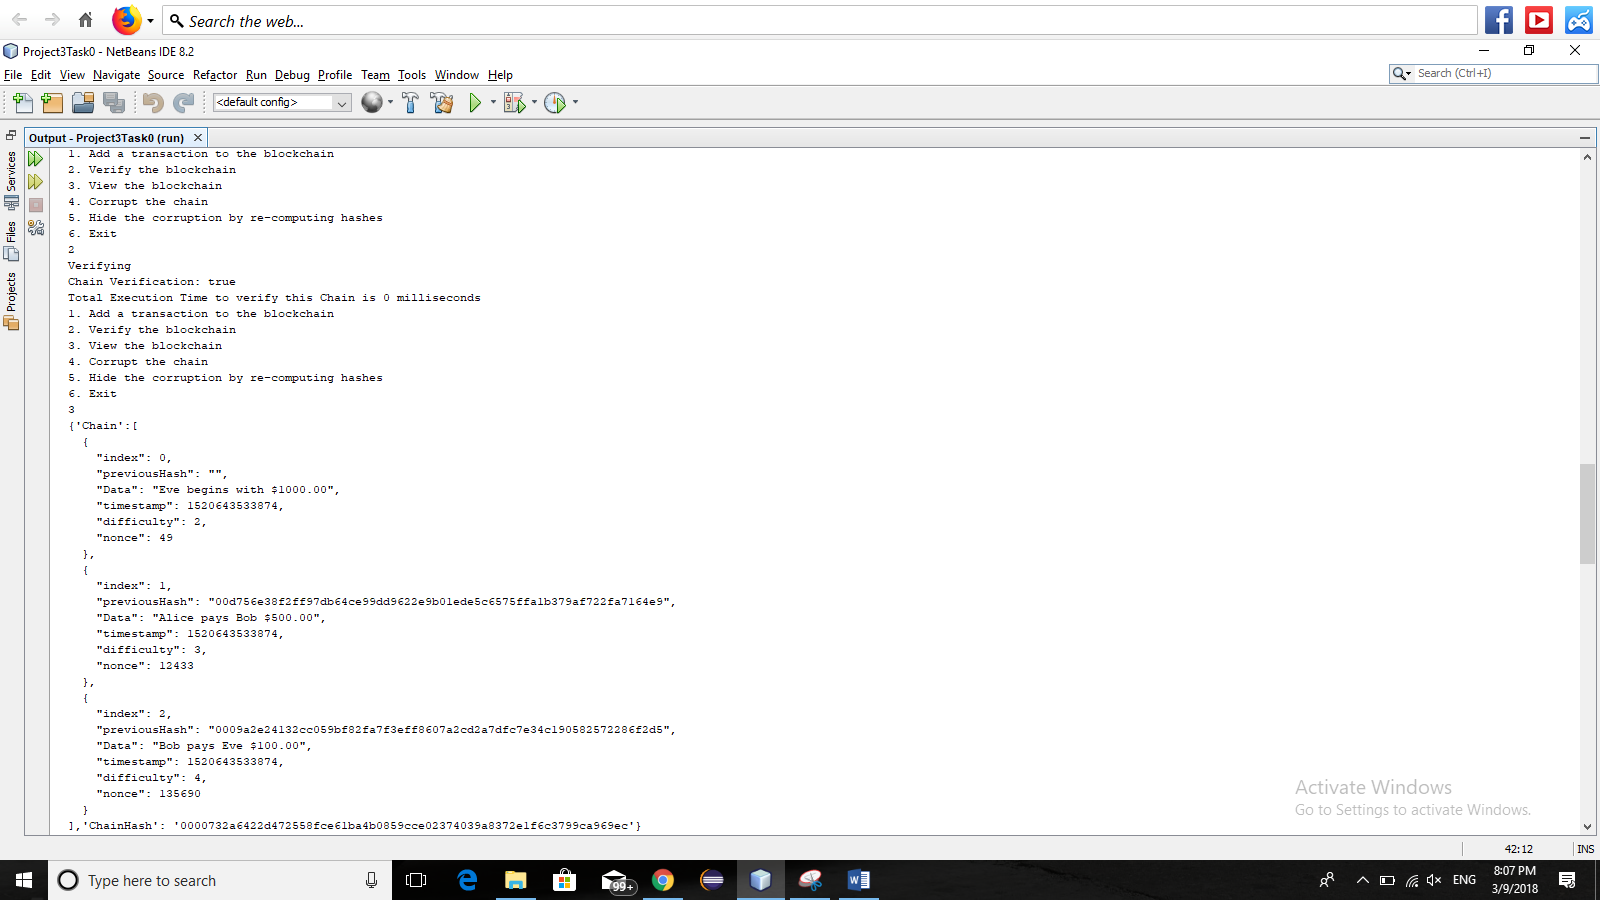 Search the web...
Project3Task0 - NetBeans IDE 8.2
File Edit View Navigate Source Refactor Run Debug Profile Team Tools Window Help
Search (Ctrl+I)
<default config>
Output - Project3Task0 (run)
Services
Files
Projects
1. Add a transaction to the blockchain
2. Verify the blockchain
3. View the blockchain
4. Corrupt the chain
5. Hide the corruption by re-computing hashes
6. Exit
2
Verifying
Chain Verification: true
Total Execution Time to verify this Chain is 0 milliseconds
1. Add a transaction to the blockchain
2. Verify the blockchain
3. View the blockchain
4. Corrupt the chain
5. Hide the corruption by re-computing hashes
6. Exit
3
{'Chain':[
{
"index": 0,
"previousHash": "",
"Data": "Eve begins with $1000.00",
"timestamp": 1520643533874,
"difficulty": 2,
"nonce": 49
},
{
"index": 1,
"previousHash": "00d756e38f2ff97db64ce99dd9622e9b01ede5c6575ffa1b379af722fa7164e9",
"Data": "Alice pays Bob $500.00",
"timestamp": 1520643533874,
"difficulty": 3,
"nonce": 12433
},
{
"index": 2,
"previousHash": "0009a2e24132cc059bf82fa7f3eff8607a2cd2a7dfc7e34c190582572286f2d5",
"Data": "Bob pays Eve $100.00",
"timestamp": 1520643533874,
"difficulty": 4,
"nonce": 135690
}
],'ChainHash': '0000732a6422d472558fce61ba4b0859cce02374039a8372e1f6c3799ca969ec'}
Activate Windows
Go to Settings to activate Windows.
42:12
INS
Type here to search
99+
ENG
8:07 PM
3/9/2018